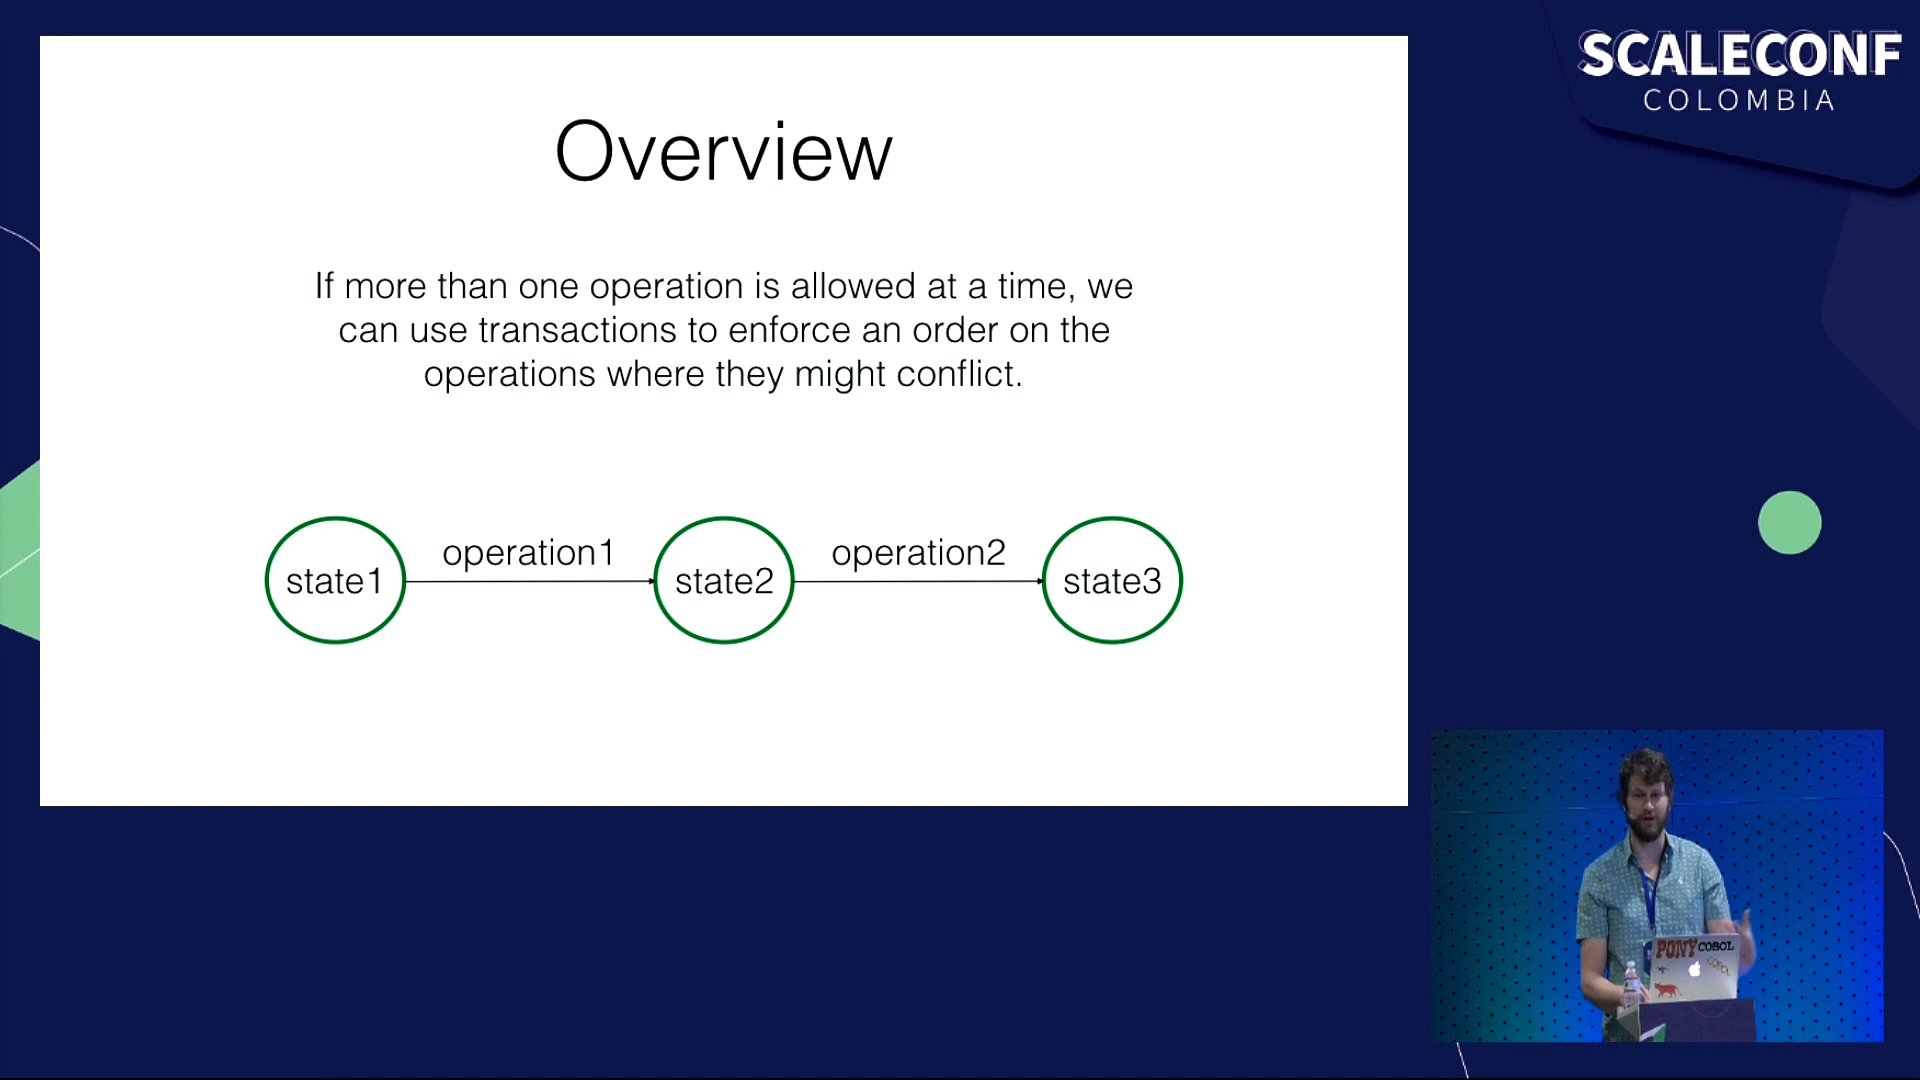 SCALECONF
COLOMBIA
Overview
If more than one operation is allowed at a time, we
can use transactions to enforce an order on the
operations where they might conflict.
state1
operation1
state2
operation2
state3
PONY COBOL
COBOL